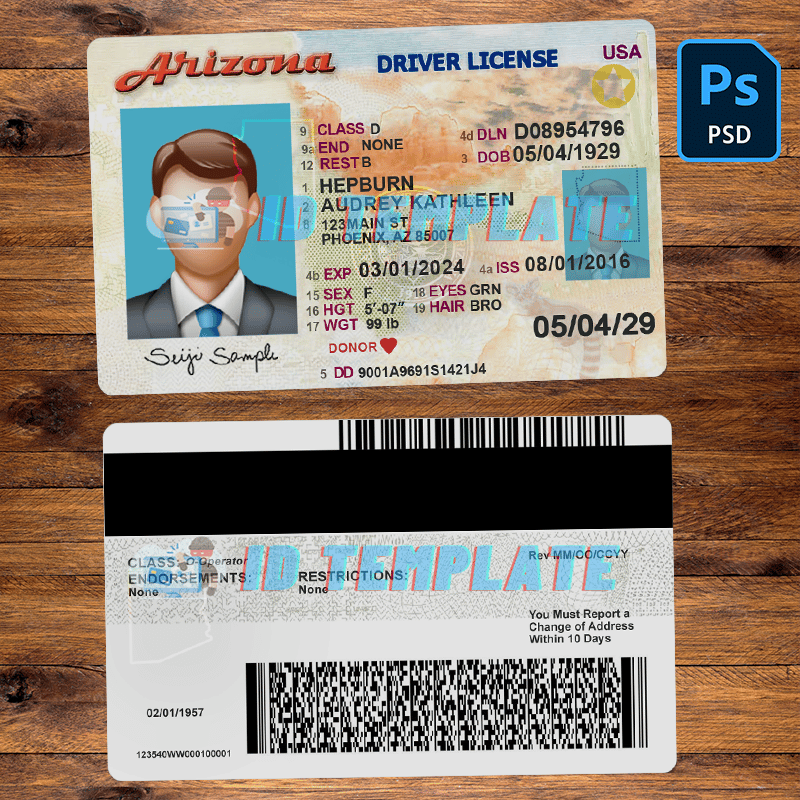 Arizona DRIVER LICENSE USA
Ps
PSD
9 CLASS D 4d DLN D08954796
9a END NONE
12 REST B 3 DOB 05/04/1929
1 HEPBURN
2 AUDREY KATHLEEN
8 123MAIN ST
PHOENIX, AZ 85007
ID TEMPLATE
4b EXP 03/01/2024 4a ISS 08/01/2016
15 SEX F 18 EYES GRN
16 HGT 5'-07" 19 HAIR BRO
17 WGT 99 lb
05/04/29
DONOR
Seiji Sample
5 DD 9001A9691S1421J4
CLASS: O-Operator Rev MM/OO/CCYY
ID TEMPLATE
ENDORSEMENTS: RESTRICTIONS:
None None
You Must Report a
Change of Address
Within 10 Days
02/01/1957
123540WW000100001